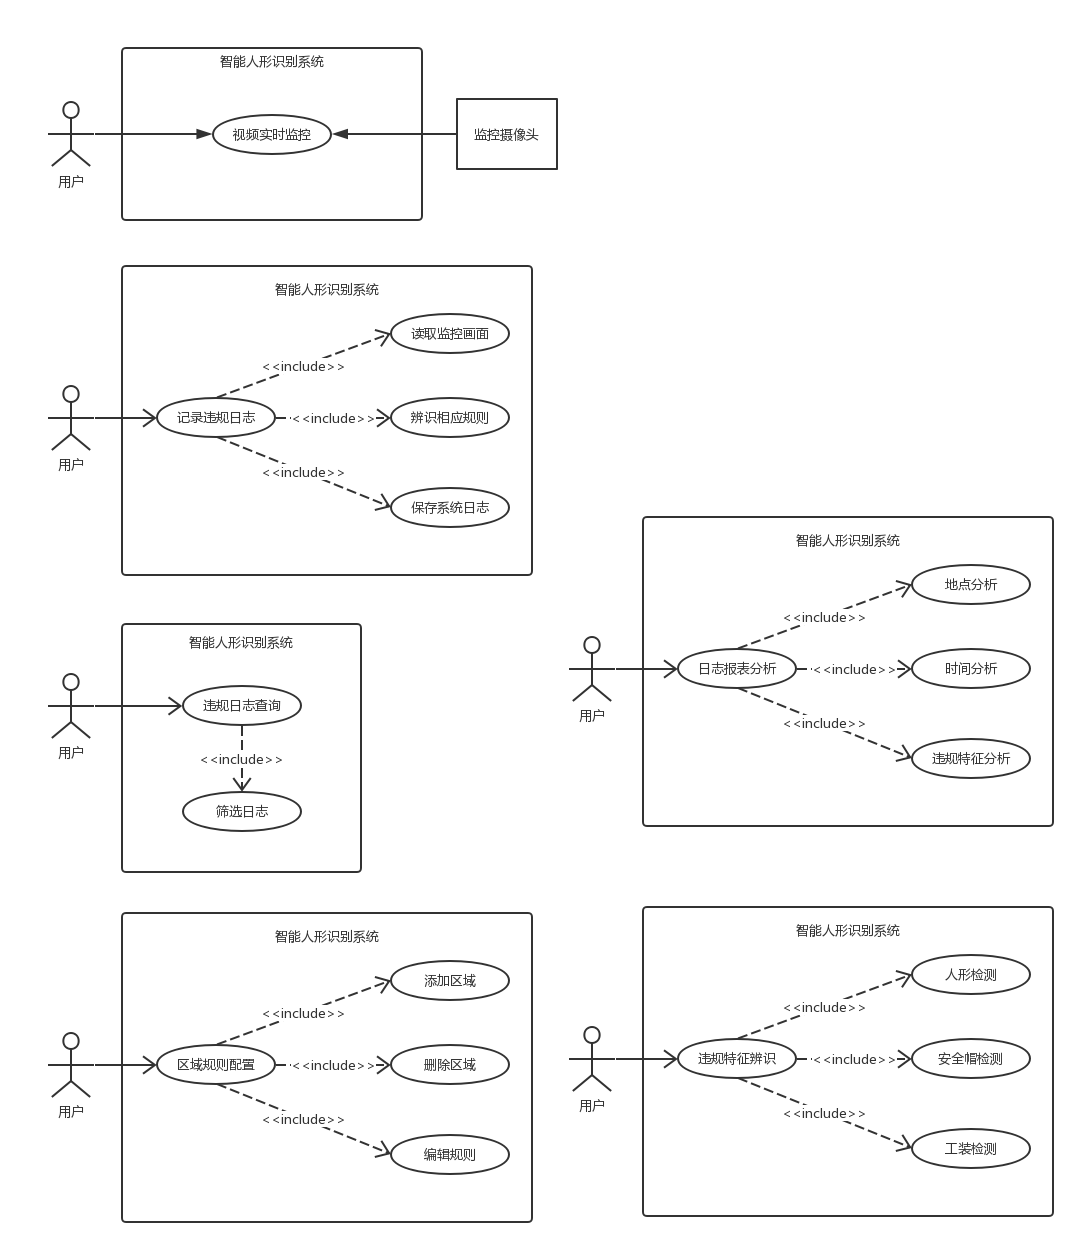 智能人形识别系统
视频实时监控
监控摄像头
用户
智能人形识别系统
读取监控画面
<<include>>
记录违规日志
<<include>>
辨识相应规则
用户
<<include>>
保存系统日志
智能人形识别系统
违规日志查询
用户
<<include>>
筛选日志
智能人形识别系统
地点分析
<<include>>
日志报表分析
<<include>>
时间分析
用户
<<include>>
违规特征分析
智能人形识别系统
添加区域
<<include>>
区域规则配置
<<include>>
删除区域
用户
<<include>>
编辑规则
智能人形识别系统
人形检测
<<include>>
违规特征辨识
<<include>>
安全帽检测
用户
<<include>>
工装检测